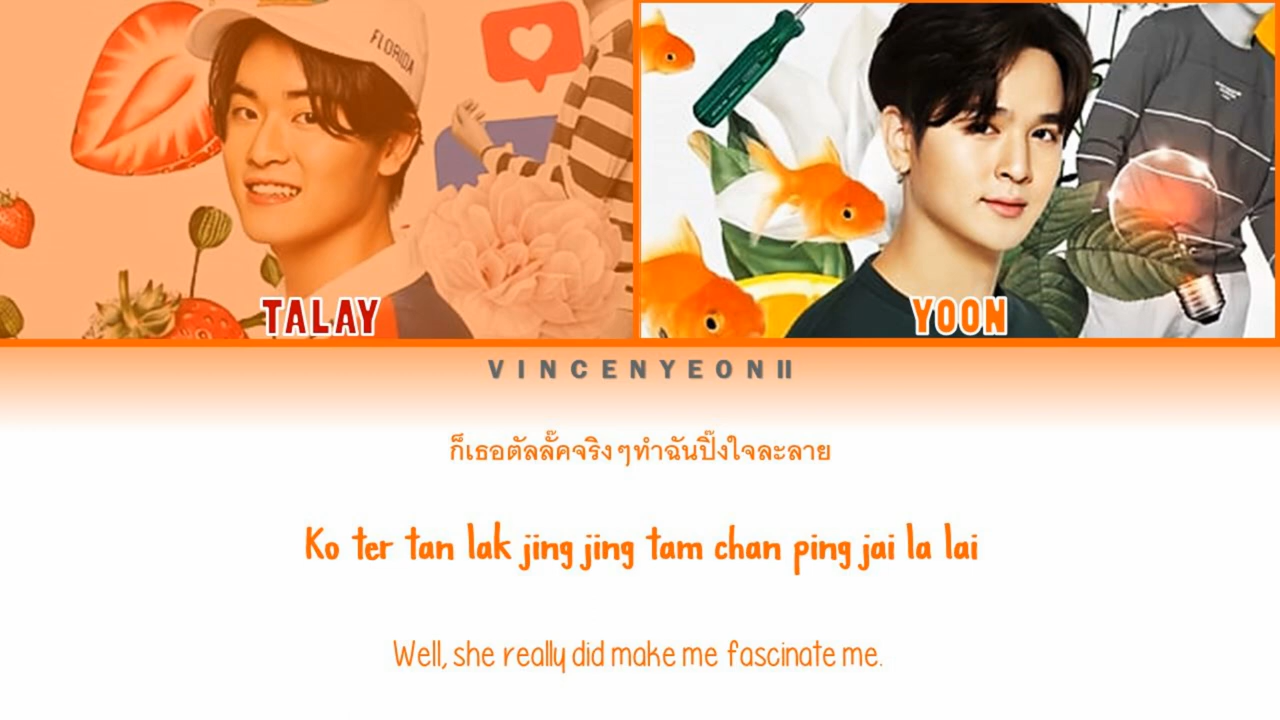 FLORIDA
TALAY
YOON
VINCENYEONII
ก็เธอตัลลั๊คจริงๆทำฉันปิ๊งใจละลาย
Ko ter tan lak jing jing tam chan ping jai la lai
Well, she really did make me fascinate me.